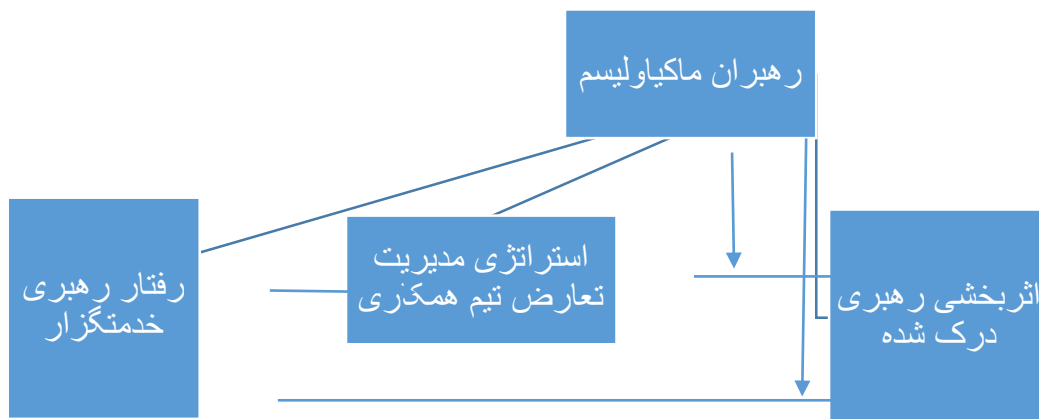 رهبران ماکیاولیسم
استراتژی مدیریت
تعارض تیم همکاری
رفتار رهبری
خدمتگزار
اثربخشی رهبری
درک شده